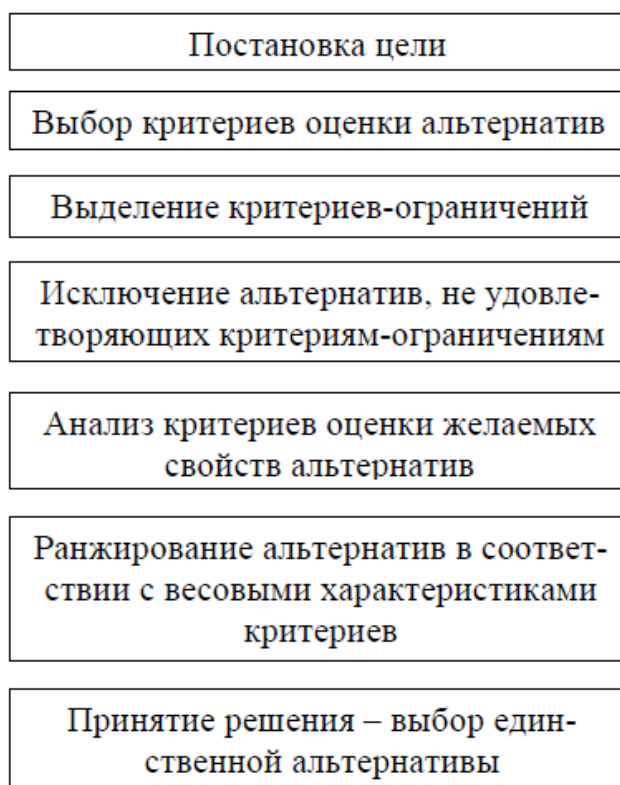 Постановка цели
Выбор критериев оценки альтернатив
Выделение критериев-ограничений
Исключение альтернатив, не удовле-
творяющих критериям-ограничениям
Анализ критериев оценки желаемых
свойств альтернатив
Ранжирование альтернатив в соответ-
ствии с весовыми характеристиками
критериев
Принятие решения – выбор един-
ственной альтернативы